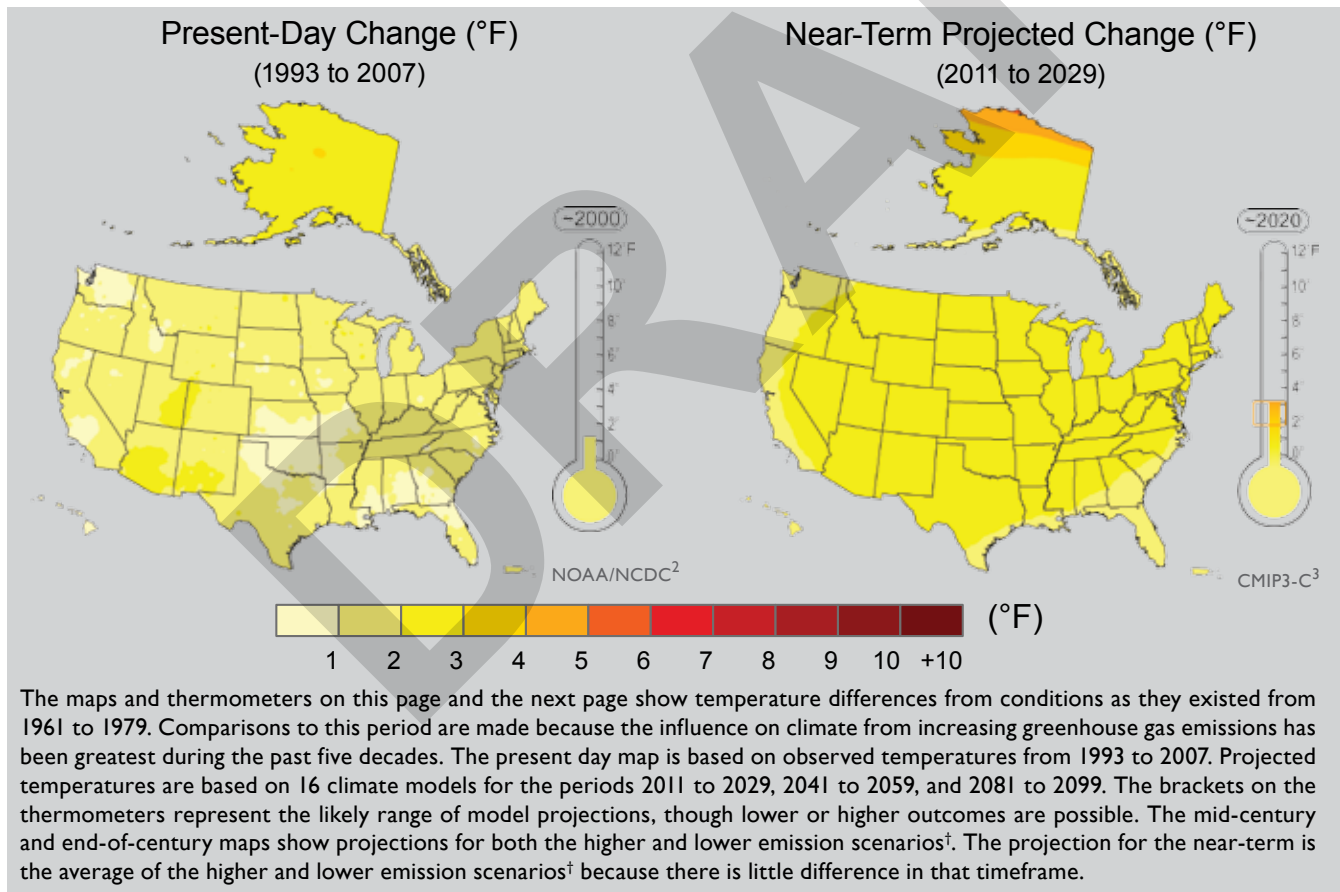 Present-Day Change (°F)
(1993 to 2007)
Near-Term Projected Change (°F)
(2011 to 2029)
DRAF
~2000
12°F
10°
8°
6°
4°
2°
0°
~2020
12°F
10°
8°
6°
4°
2°
0°
NOAA/NCDC²
CMIP3-C³
(°F)
1 2 3 4 5 6 7 8 9 10 +10
The maps and thermometers on this page and the next page show temperature differences from conditions as they existed from
1961 to 1979. Comparisons to this period are made because the influence on climate from increasing greenhouse gas emissions has
been greatest during the past five decades. The present day map is based on observed temperatures from 1993 to 2007. Projected
temperatures are based on 16 climate models for the periods 2011 to 2029, 2041 to 2059, and 2081 to 2099. The brackets on the
thermometers represent the likely range of model projections, though lower or higher outcomes are possible. The mid-century
and end-of-century maps show projections for both the higher and lower emission scenarios†. The projection for the near-term is
the average of the higher and lower emission scenarios† because there is little difference in that timeframe.